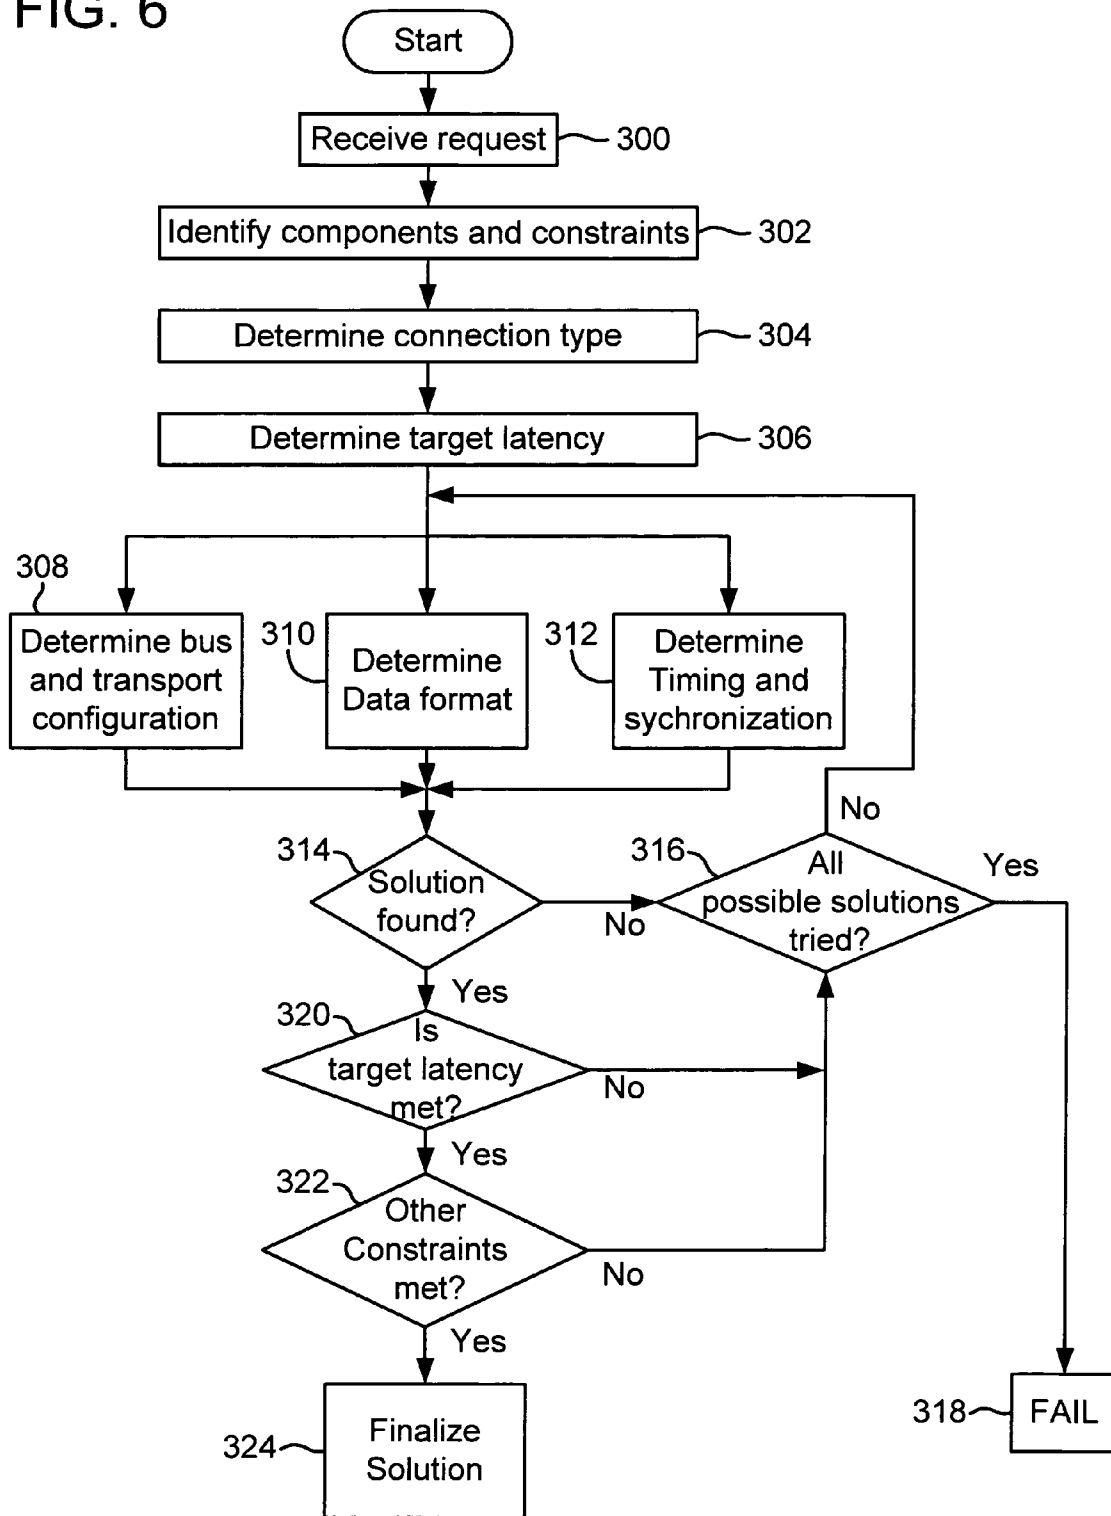 FIG. 6
Start
Receive request
300
Identify components and constraints
302
Determine connection type
304
Determine target latency
306
308
Determine bus
and transport
configuration
310
Determine
Data format
312
Determine
Timing and
sychronization
No
314
Solution
found?
No
316
All
possible solutions
tried?
Yes
Yes
320
Is
target latency
met?
No
Yes
322
Other
Constraints
met?
No
Yes
324
Finalize
Solution
318
FAIL